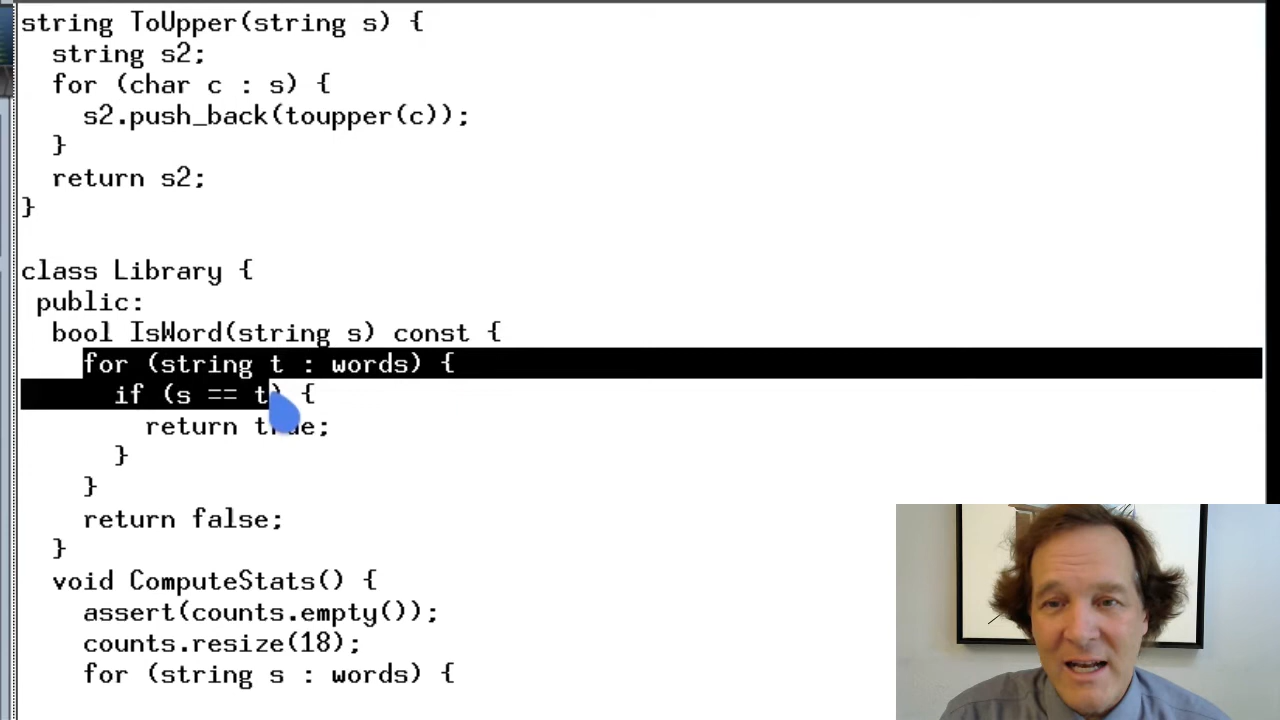 string ToUpper(string s) {
  string s2;
  for (char c : s) {
    s2.push_back(toupper(c));
  }
  return s2;
}

class Library {
 public:
  bool IsWord(string s) const {
    for (string t : words) {
      if (s == t) {
        return true;
      }
    }
    return false;
  }
  void ComputeStats() {
    assert(counts.empty());
    counts.resize(18);
    for (string s : words) {